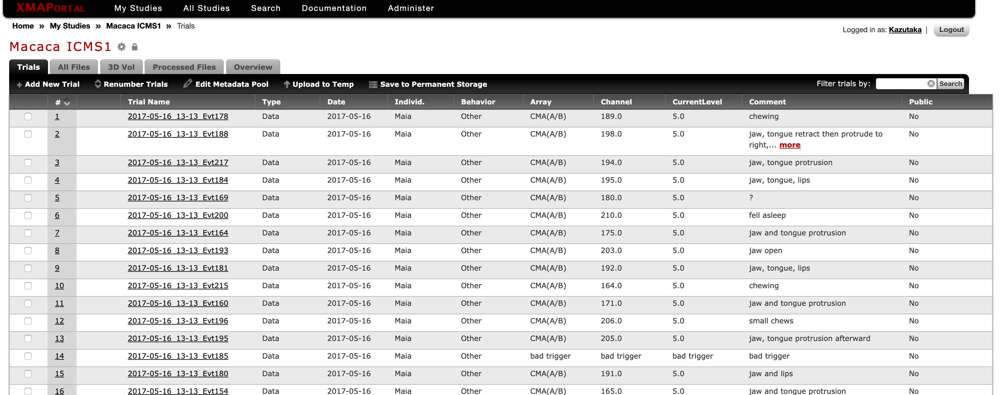 XMAPORTAL My Studies All Studies Search Documentation Administer
Home » My Studies » Macaca ICMS1 » Trials
Logged in as: Kazutaka | Logout
Macaca ICMS1
Trials All Files 3D Vol Processed Files Overview
+ Add New Trial Renumber Trials Edit Metadata Pool Upload to Temp Save to Permanent Storage Filter trials by: Search
# Trial Name Type Date Individ. Behavior Array Channel CurrentLevel Comment Public
1 2017-05-16_13-13_Evt178 Data 2017-05-16 Maia Other CMA(A/B) 189.0 5.0 chewing No
2 2017-05-16_13-13_Evt188 Data 2017-05-16 Maia Other CMA(A/B) 198.0 5.0 jaw, tongue retract then protrude to No
right,... more
3 2017-05-16_13-13_Evt217 Data 2017-05-16 Maia Other CMA(A/B) 194.0 5.0 jaw, tongue protrusion No
4 2017-05-16_13-13_Evt184 Data 2017-05-16 Maia Other CMA(A/B) 195.0 5.0 jaw, tongue, lips No
5 2017-05-16_13-13_Evt169 Data 2017-05-16 Maia Other CMA(A/B) 180.0 5.0 ? No
6 2017-05-16_13-13_Evt200 Data 2017-05-16 Maia Other CMA(A/B) 210.0 5.0 fell asleep No
7 2017-05-16_13-13_Evt164 Data 2017-05-16 Maia Other CMA(A/B) 175.0 5.0 jaw and tongue protrusion No
8 2017-05-16_13-13_Evt193 Data 2017-05-16 Maia Other CMA(A/B) 203.0 5.0 jaw open No
9 2017-05-16_13-13_Evt181 Data 2017-05-16 Maia Other CMA(A/B) 192.0 5.0 jaw, tongue, lips No
10 2017-05-16_13-13_Evt215 Data 2017-05-16 Maia Other CMA(A/B) 164.0 5.0 chewing No
11 2017-05-16_13-13_Evt160 Data 2017-05-16 Maia Other CMA(A/B) 171.0 5.0 jaw and tongue protrusion No
12 2017-05-16_13-13_Evt196 Data 2017-05-16 Maia Other CMA(A/B) 206.0 5.0 small chews No
13 2017-05-16_13-13_Evt195 Data 2017-05-16 Maia Other CMA(A/B) 205.0 5.0 jaw, tongue protrusion afterward No
14 2017-05-16_13-13_Evt185 Data 2017-05-16 Maia Other bad trigger bad trigger bad trigger bad trigger No
15 2017-05-16_13-13_Evt180 Data 2017-05-16 Maia Other CMA(A/B) 191.0 5.0 jaw and lips No
16 2017-05-16_13-13_Evt154 Data 2017-05-16 Maia Other CMA(A/B) 165.0 5.0 jaw and tongue protrusion No